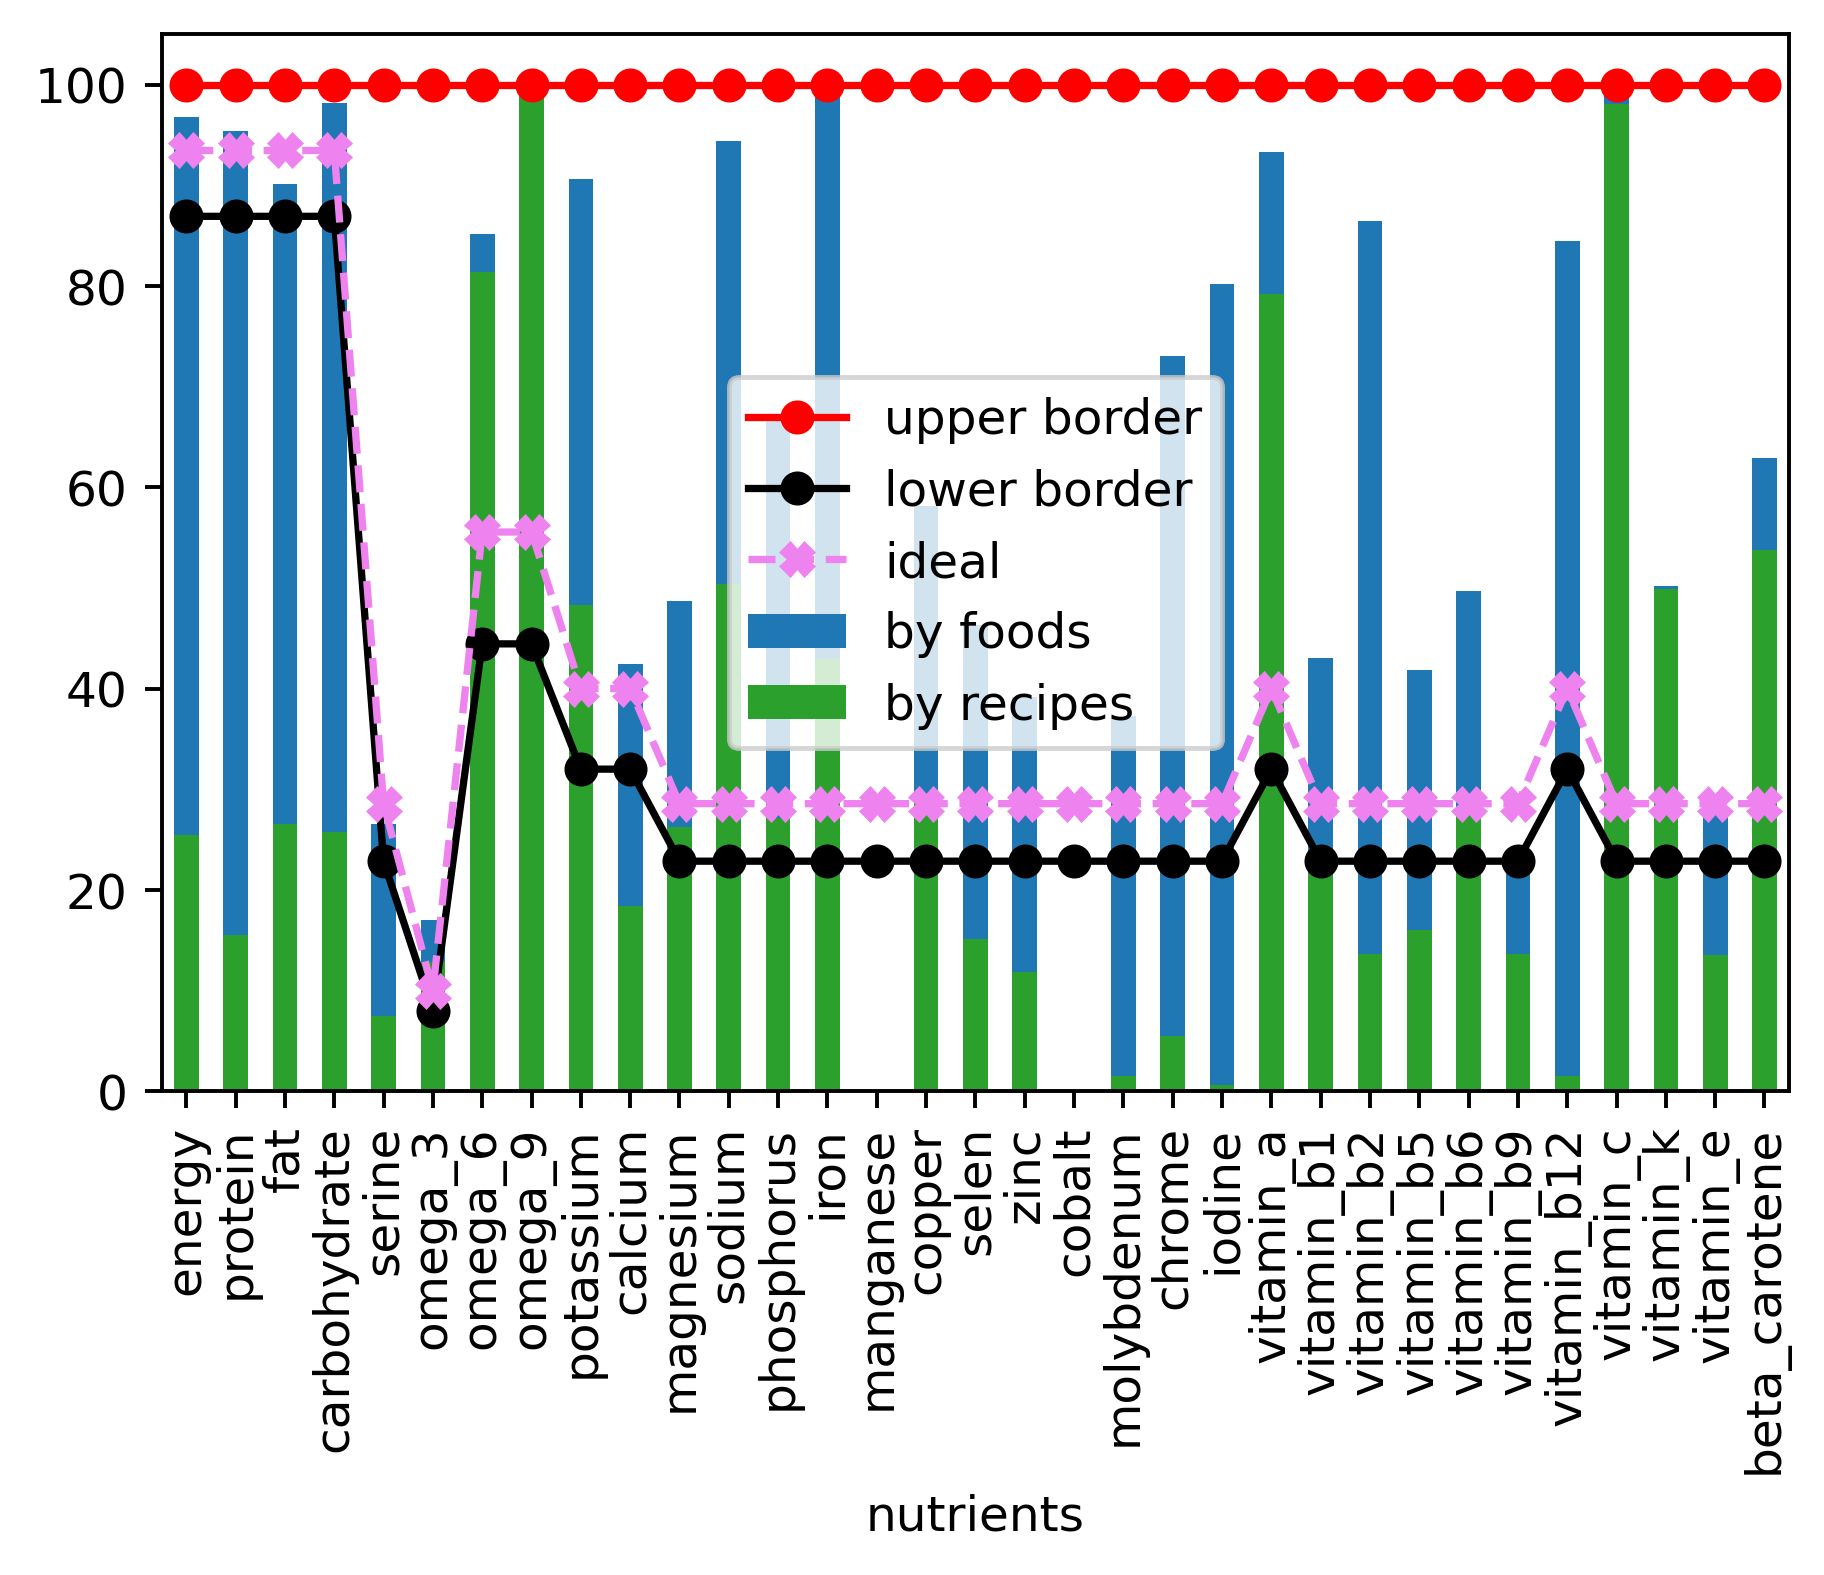 100
80
60
40
20
0
upper border
lower border
ideal
by foods
by recipes
energy
protein
fat
carbohydrate
serine
omega_3
omega_6
omega_9
potassium
calcium
magnesium
sodium
phosphorus
iron
manganese
copper
selen
zinc
cobalt
molybdenum
chrome
iodine
vitamin_a
vitamin_b1
vitamin_b2
vitamin_b5
vitamin_b6
vitamin_b9
vitamin_b12
vitamin_c
vitamin_k
vitamin_e
beta_carotene
nutrients